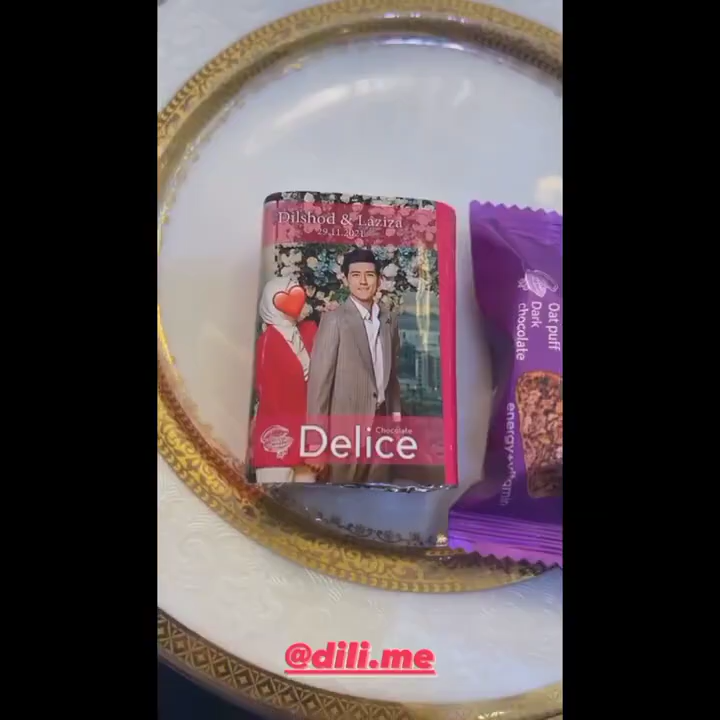 Dilshod & Laziza
29.11.2021
Chocolate
Delice
Oat puff
Dark
chocolate
@dili.me